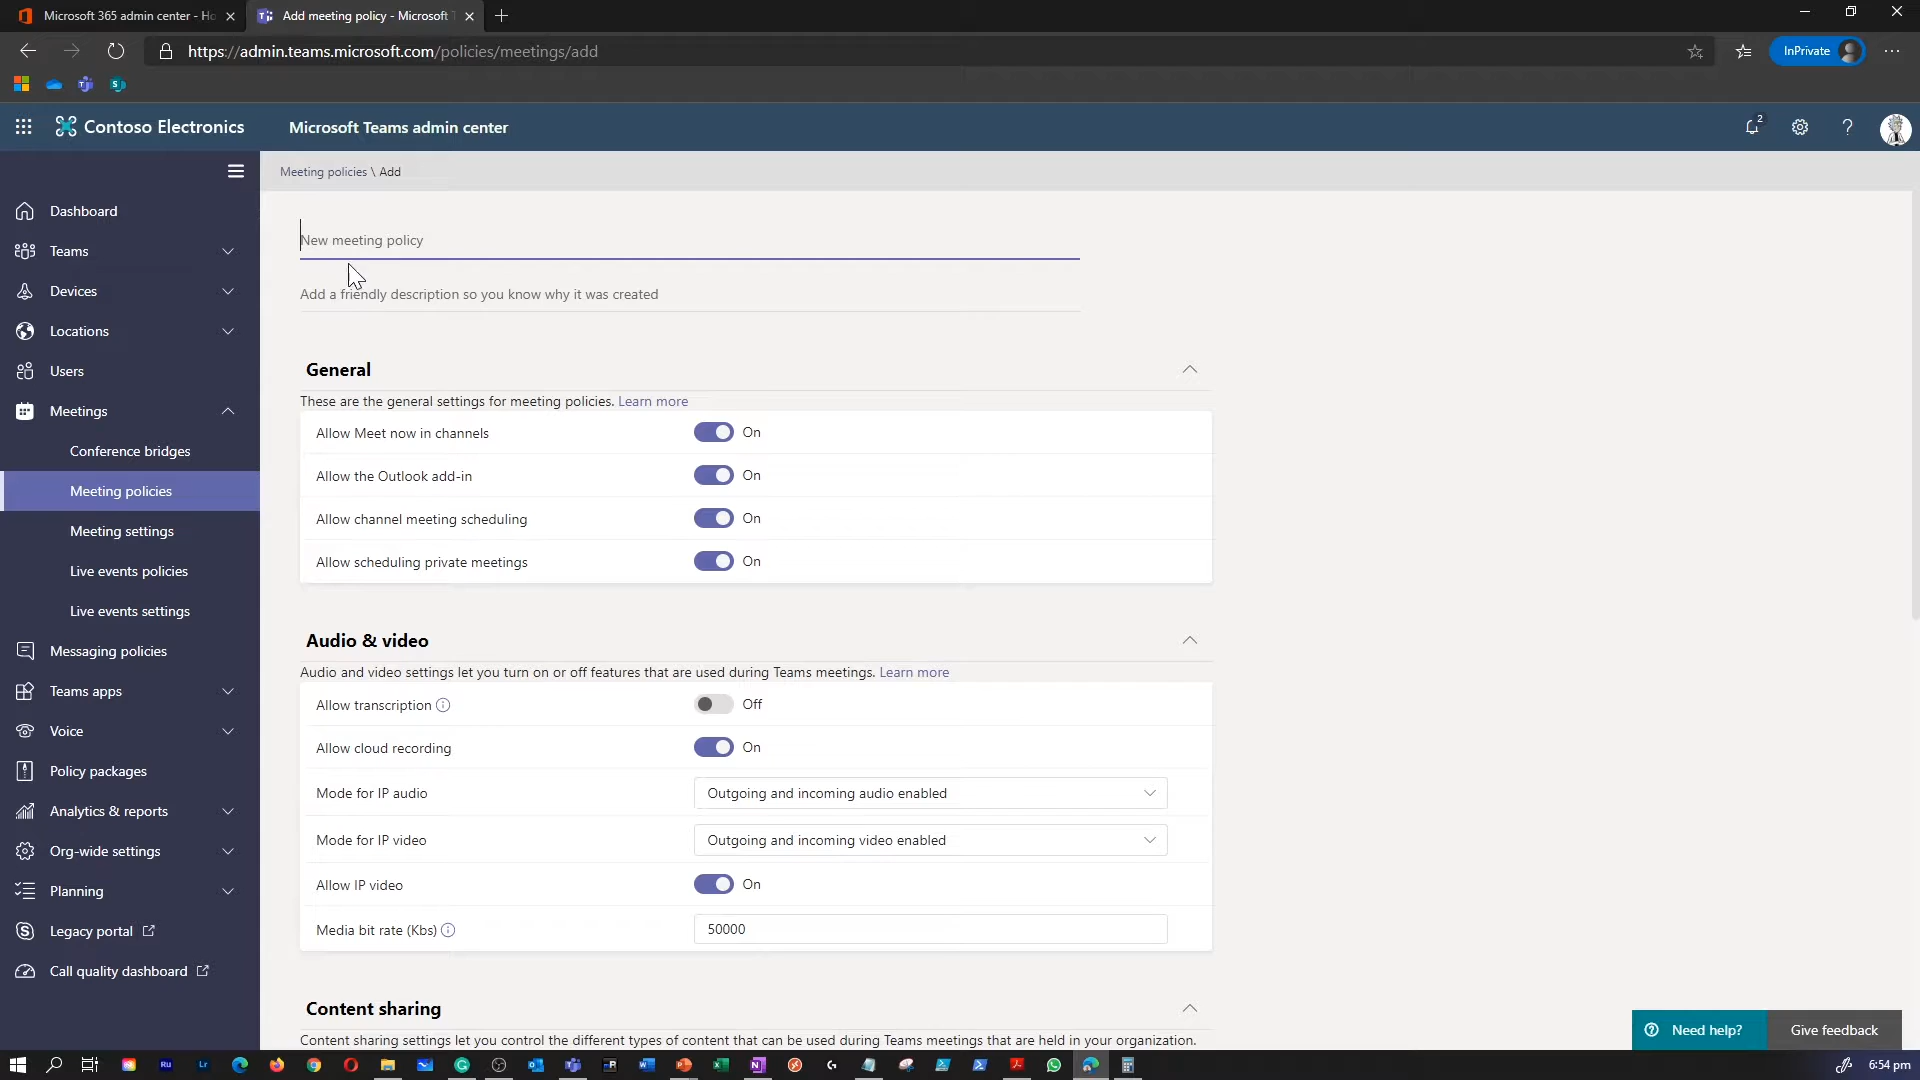 Microsoft 365 admin center - Ho
Add meeting policy - Microsoft T
https://admin.teams.microsoft.com/policies/meetings/add
InPrivate
Contoso Electronics
Microsoft Teams admin center
2
Meeting policies \ Add
Dashboard
Teams
Devices
Locations
Users
Meetings
Conference bridges
Meeting policies
Meeting settings
Live events policies
Live events settings
Messaging policies
Teams apps
Voice
Policy packages
Analytics & reports
Org-wide settings
Planning
Legacy portal
Call quality dashboard
New meeting policy
Add a friendly description so you know why it was created
General
These are the general settings for meeting policies. Learn more
Allow Meet now in channels On
Allow the Outlook add-in On
Allow channel meeting scheduling On
Allow scheduling private meetings On
Audio & video
Audio and video settings let you turn on or off features that are used during Teams meetings. Learn more
Allow transcription Off
Allow cloud recording On
Mode for IP audio Outgoing and incoming audio enabled
Mode for IP video Outgoing and incoming video enabled
Allow IP video On
Media bit rate (Kbs) 50000
Content sharing
Content sharing settings let you control the different types of content that can be used during Teams meetings that are held in your organization.
Need help?
Give feedback
6:54 pm